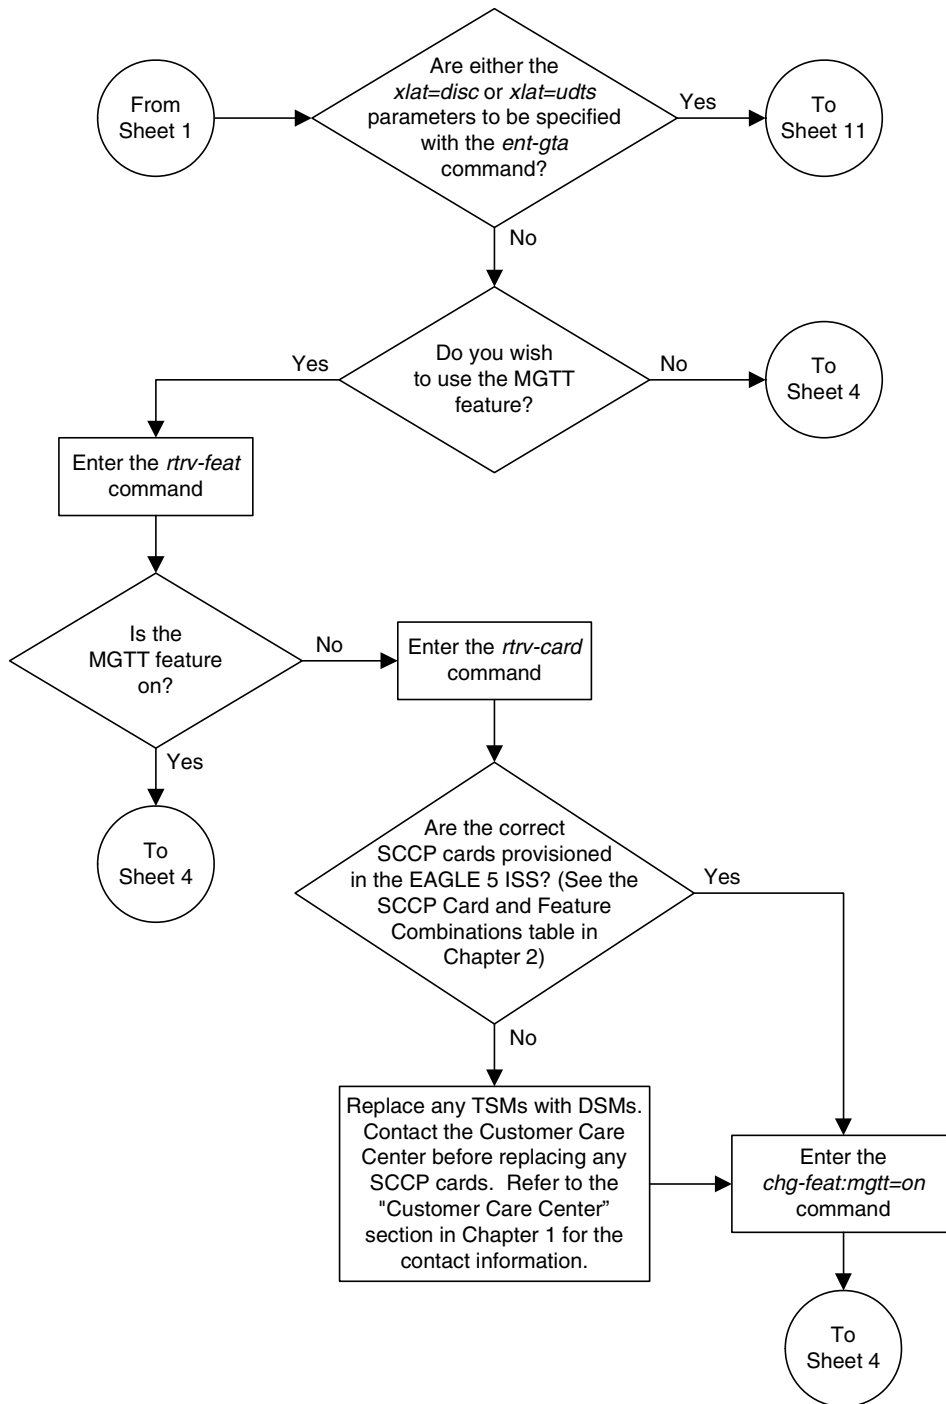 From
Sheet 1
Are either the
xlat=disc or xlat=udts
parameters to be specified
with the ent-gta
command?
Yes
To
Sheet 11
No
Do you wish
to use the MGTT
feature?
Yes
No
To
Sheet 4
Enter the rtrv-feat
command
Is the
MGTT feature
on?
No
Enter the rtrv-card
command
Yes
To
Sheet 4
Are the correct
SCCP cards provisioned
in the EAGLE 5 ISS? (See the
SCCP Card and Feature
Combinations table in
Chapter 2)
Yes
No
Replace any TSMs with DSMs.
Contact the Customer Care
Center before replacing any
SCCP cards.  Refer to the
"Customer Care Center”
section in Chapter 1 for the
contact information.
Enter the
chg-feat:mgtt=on
command
To
Sheet 4